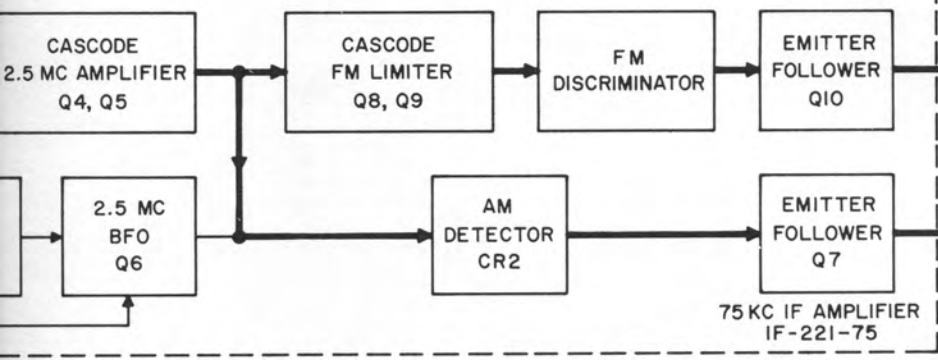 CASCODE
2.5 MC AMPLIFIER
Q4, Q5
CASCODE
FM LIMITER
Q8, Q9
FM
DISCRIMINATOR
EMITTER
FOLLOWER
Q10
2.5 MC
BFO
Q6
AM
DETECTOR
CR2
EMITTER
FOLLOWER
Q7
75 KC IF AMPLIFIER
IF-221-75